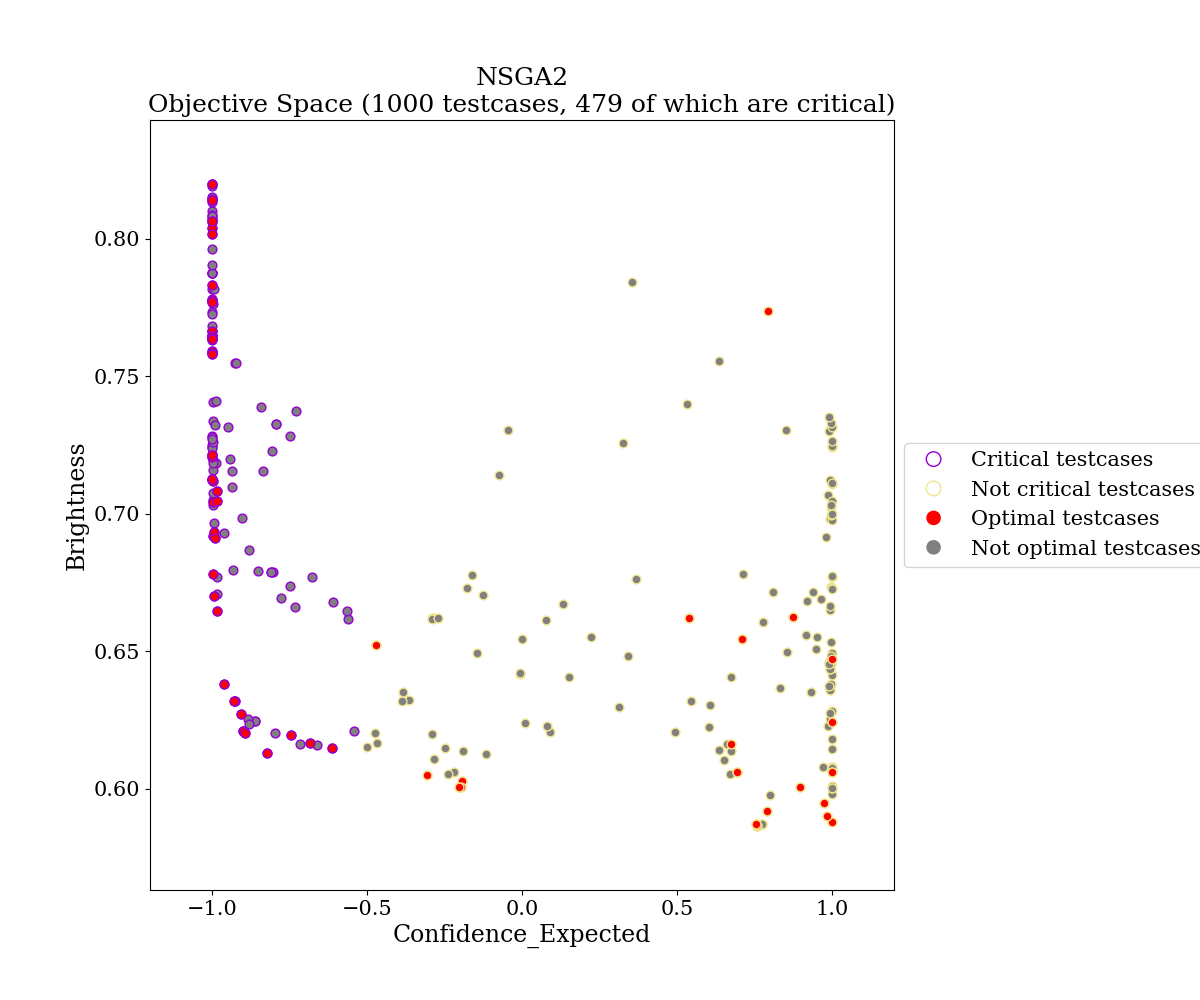 NSGA2
Objective Space (1000 testcases, 479 of which are critical)
0.80
0.75
0.70
0.65
0.60
Brightness
−1.0
−0.5
0.0
0.5
1.0
Confidence_Expected
Critical testcases
Not critical testcases
Optimal testcases
Not optimal testcases